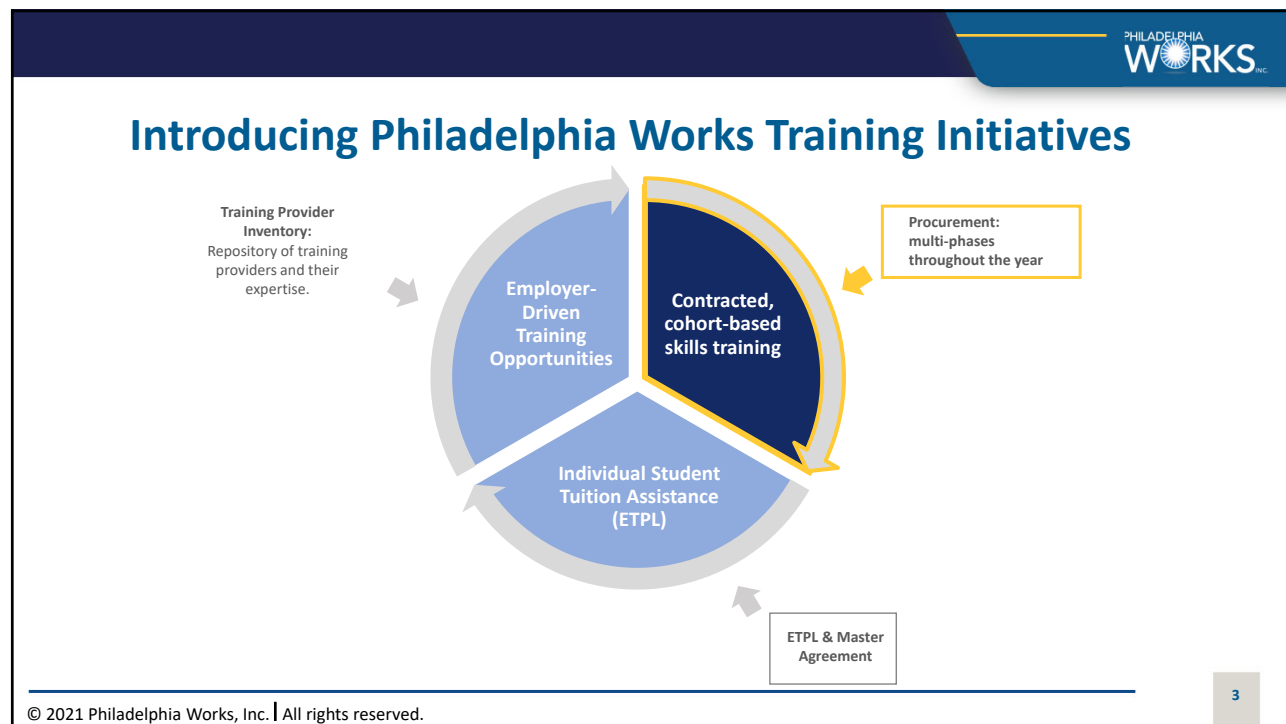 PHILADELPHIA
WORKS INC.
Introducing Philadelphia Works Training Initiatives
Training Provider
Inventory:
Repository of training
providers and their
expertise.
Employer-
Driven
Training
Opportunities
Contracted,
cohort-based
skills training
Procurement:
multi-phases
throughout the year
Individual Student
Tuition Assistance
(ETPL)
ETPL & Master
Agreement
© 2021 Philadelphia Works, Inc. | All rights reserved.
3